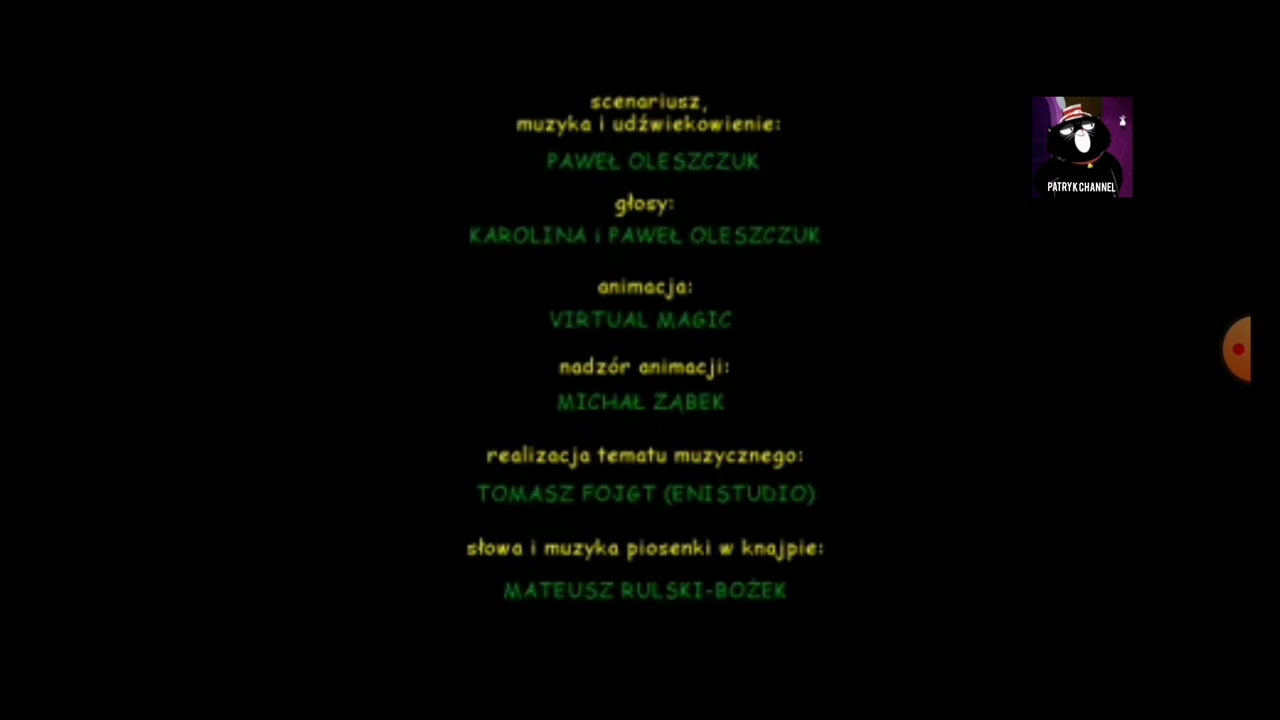 scenariusz,
muzyka i udźwiekowienie:
PAWEŁ OLESZCZUK
głosy:
KAROLINA i PAWEŁ OLESZCZUK
animacja:
VIRTUAL MAGIC
nadzór animacji:
MICHAŁ ZĄBEK
realizacja tematu muzycznego:
TOMASZ FOJGT (ENISTUDIO)
słowa i muzyka piosenki w knajpie:
MATEUSZ RULSKI-BOŻEK
PATRYK CHANNEL